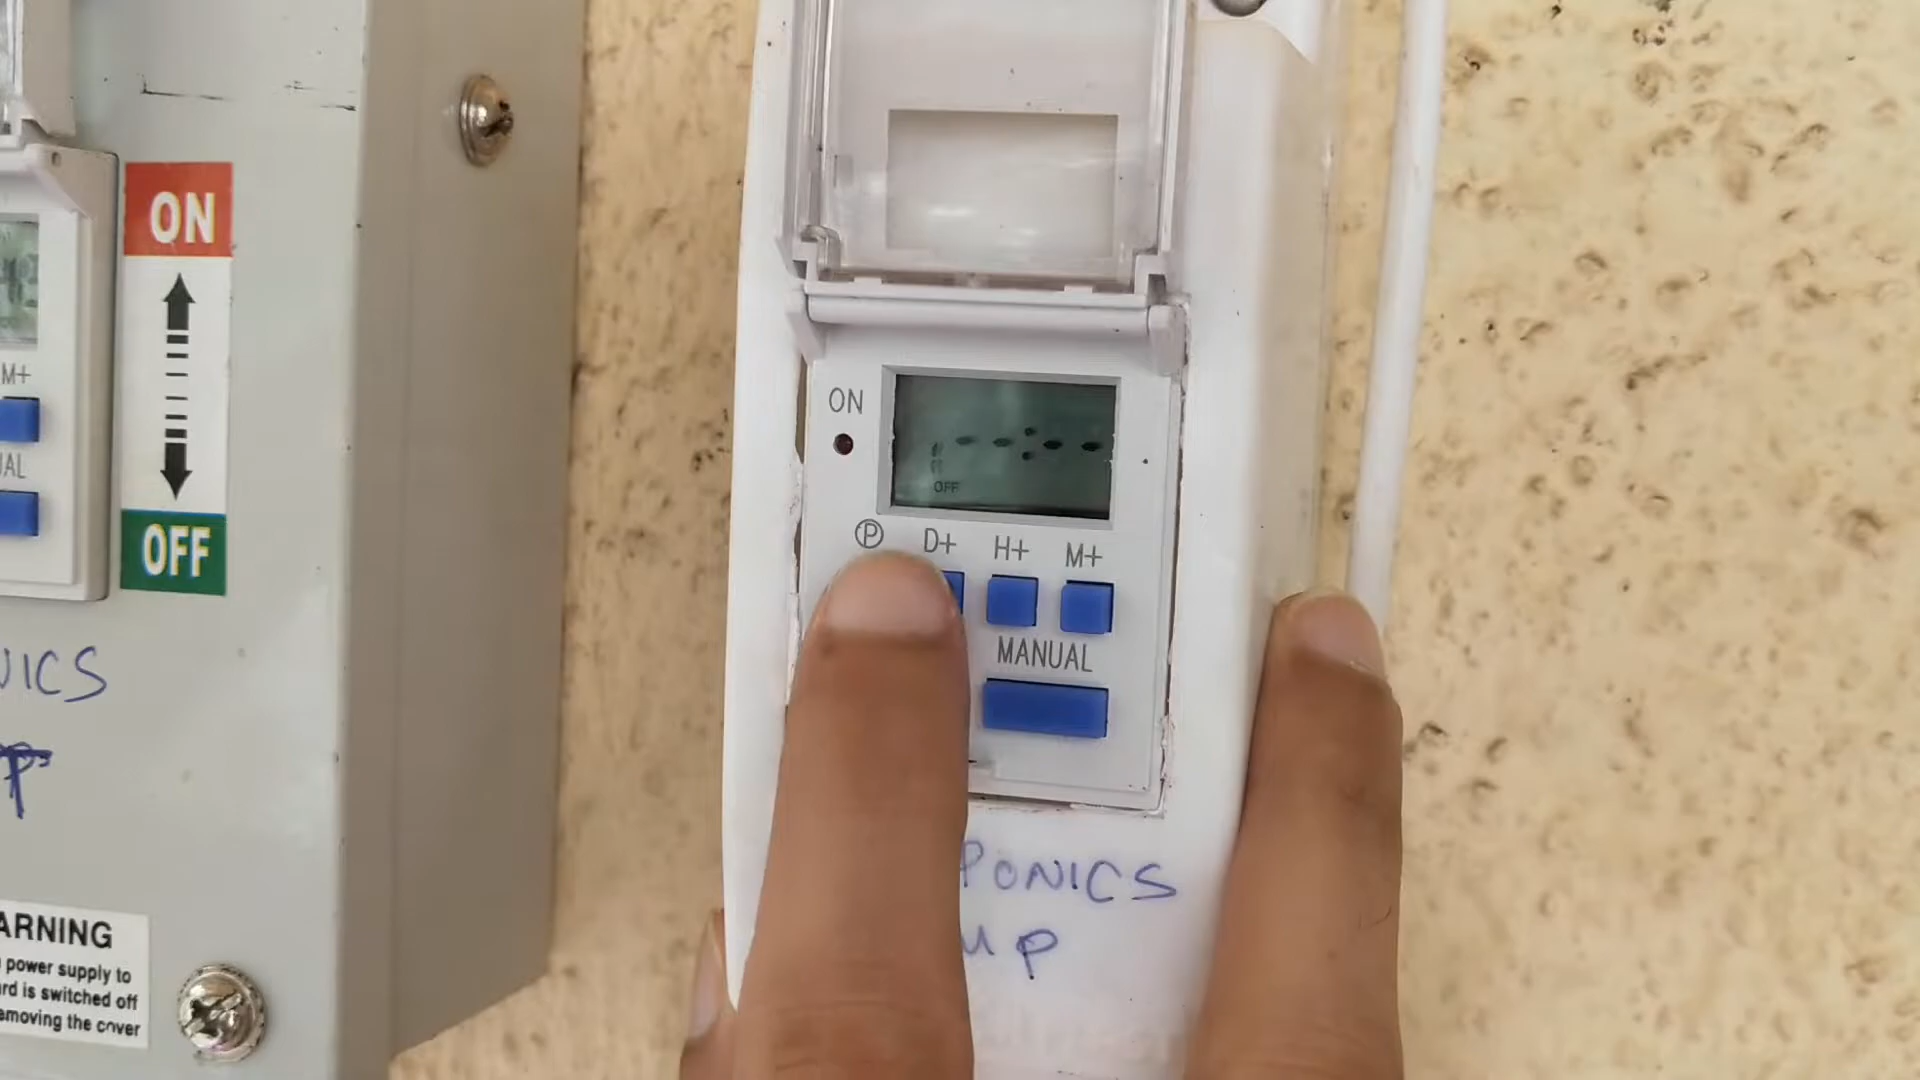 ON
OFF
M+
UAL
NICS
P
ARNING
power supply to
rd is switched off
emoving the cover
ON
--:--
OFF
P D+ H+ M+
MANUAL
PONICS
UP